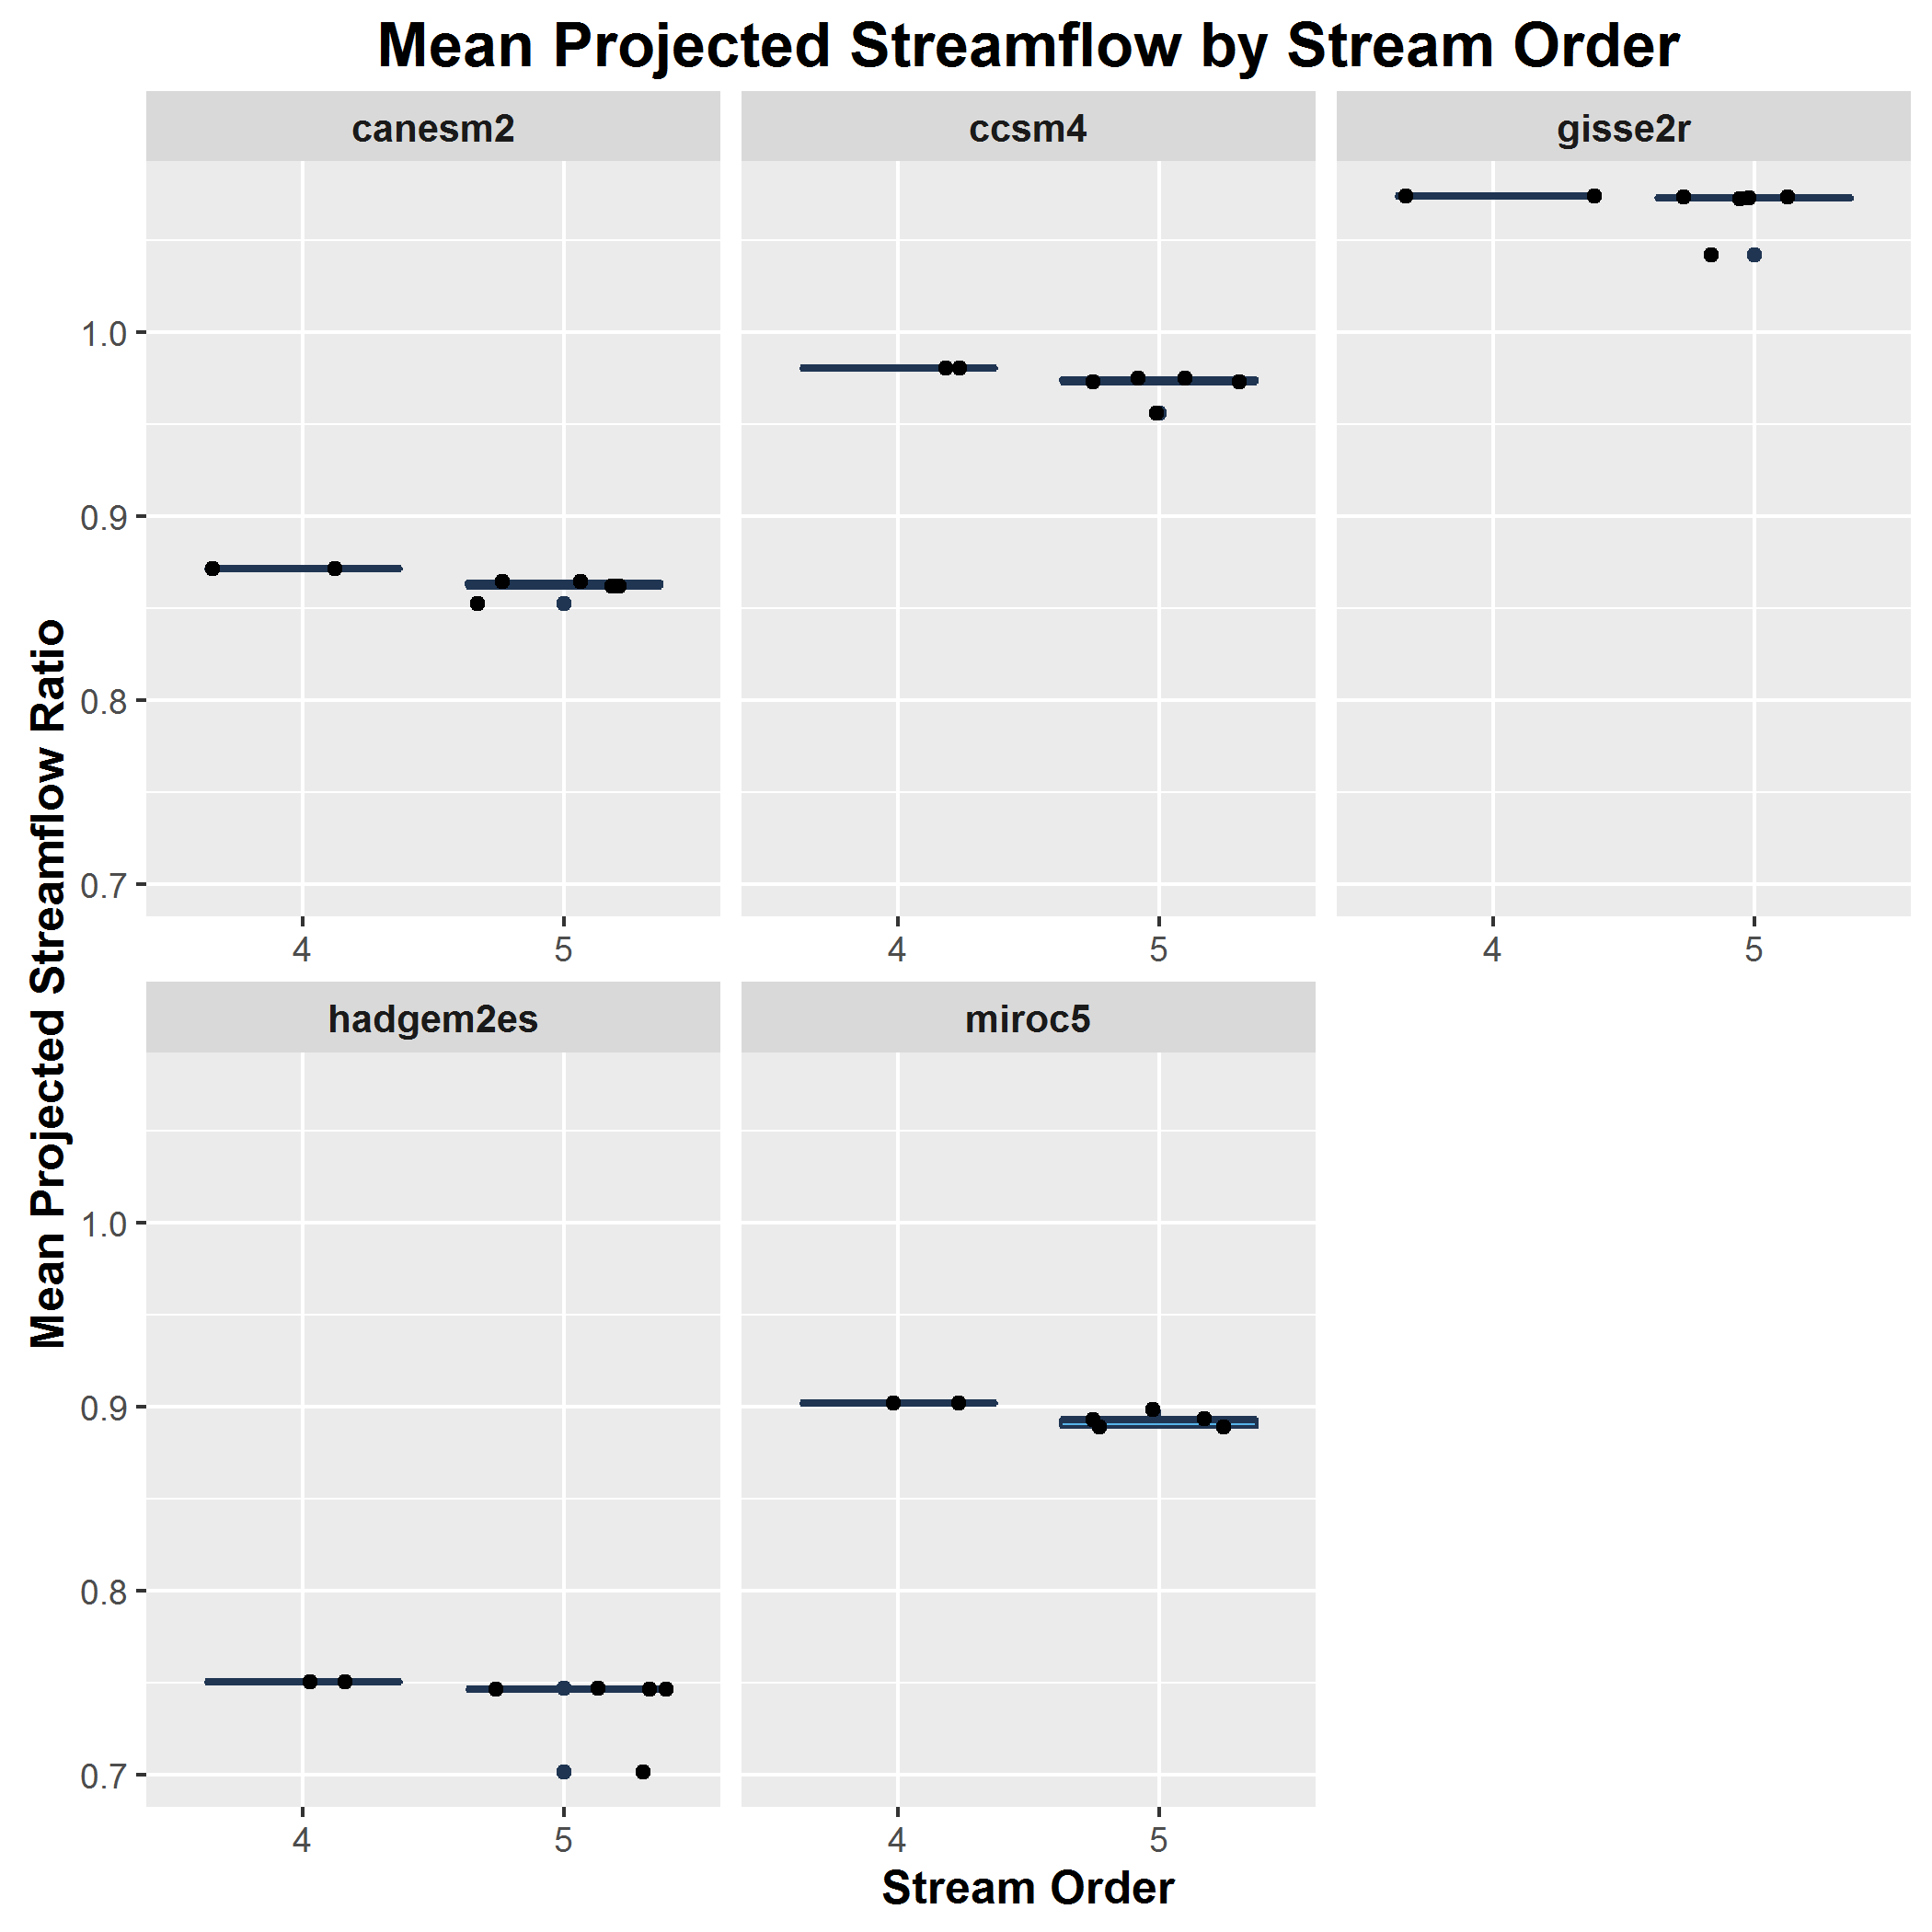 Mean Projected Streamflow by Stream Order
canesm2
ccsm4
gisse2r
Mean Projected Streamflow Ratio
1.0
0.9
0.8
0.7
4 5
4 5
4 5
hadgem2es
miroc5
1.0
0.9
0.8
0.7
4 5
4 5
Stream Order